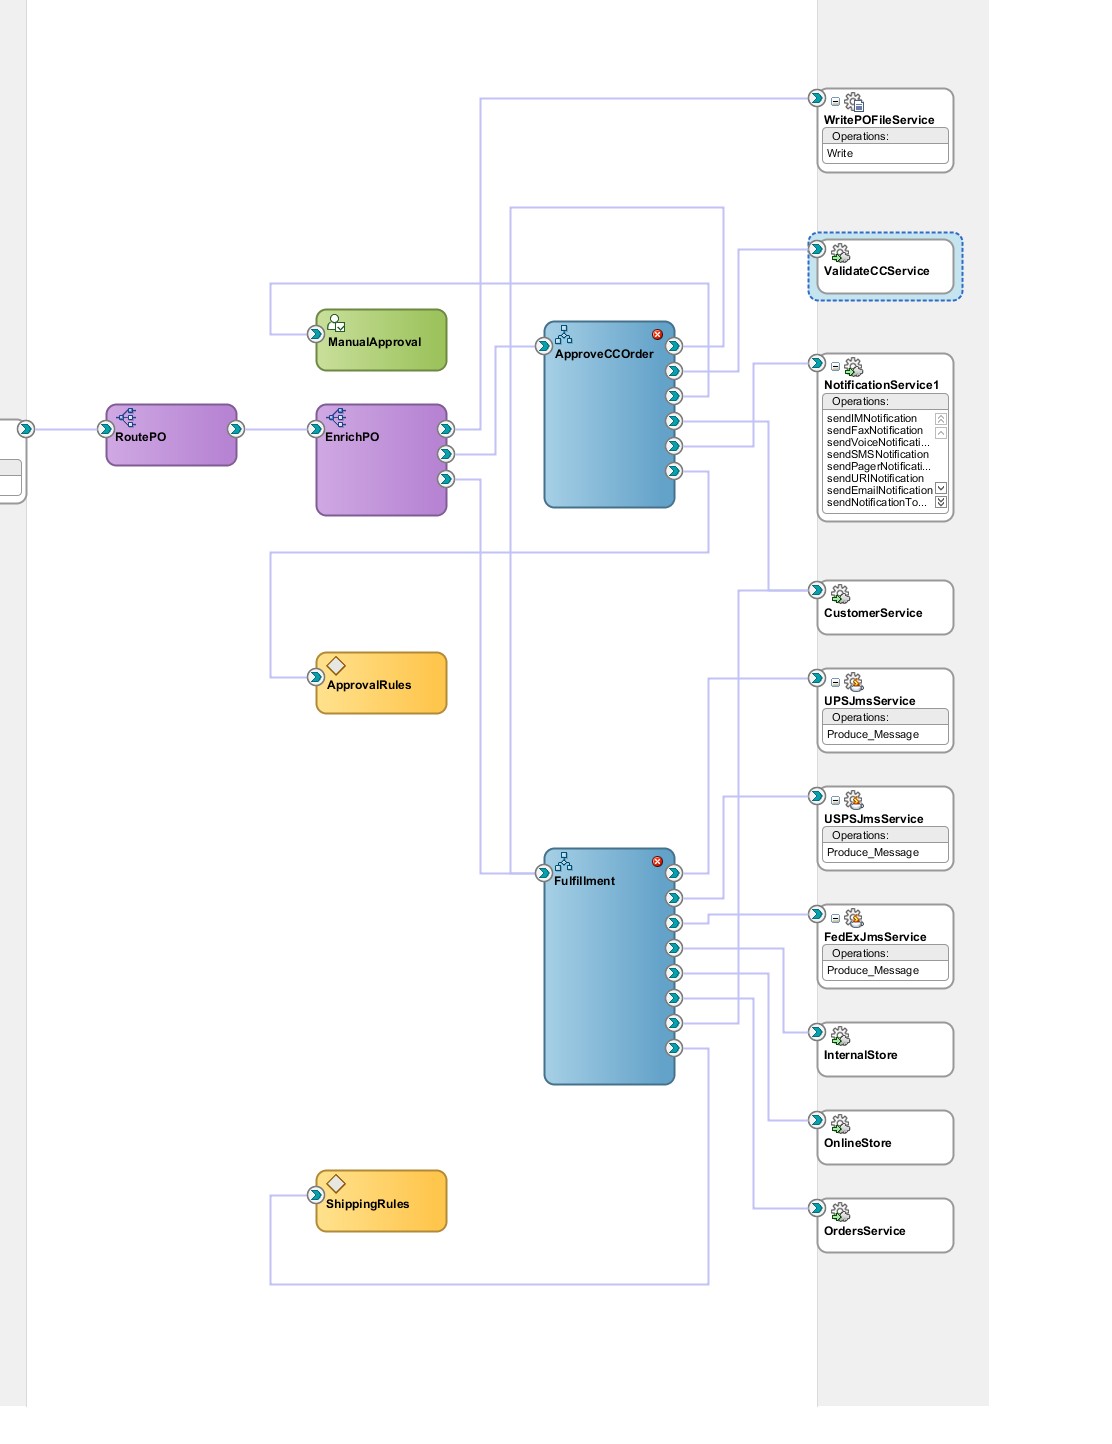 WritePOFileService
Operations:
Write
ValidateCCService
ManualApproval
ApproveCCOrder
NotificationService1
Operations:
sendIMNotification
sendFaxNotification
sendVoiceNotificati...
sendSMSNotification
sendPagerNotificati...
sendURINotification
sendEmailNotification
sendNotificationTo...
RoutePO
EnrichPO
CustomerService
ApprovalRules
UPSJmsService
Operations:
Produce_Message
USPSJmsService
Operations:
Produce_Message
Fulfillment
FedExJmsService
Operations:
Produce_Message
InternalStore
OnlineStore
ShippingRules
OrdersService